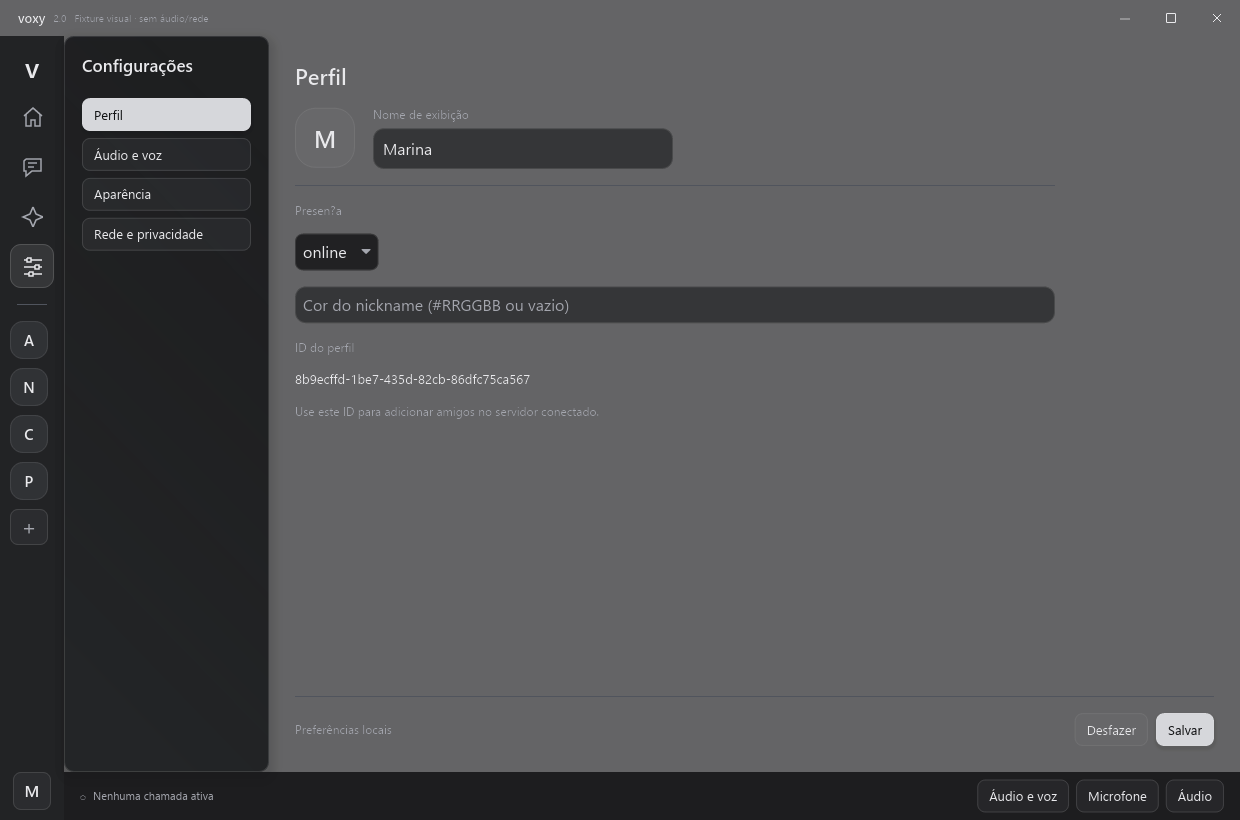 voxy 2.0 Fixture visual · sem áudio/rede
V
Configurações
Perfil
Áudio e voz
Aparência
Rede e privacidade
A
N
C
P
+
M
Perfil
M
Nome de exibição
Marina
Presen?a
online
Cor do nickname (#RRGGBB ou vazio)
ID do perfil
8b9ecffd-1be7-435d-82cb-86dfc75ca567
Use este ID para adicionar amigos no servidor conectado.
Preferências locais
Desfazer
Salvar
Nenhuma chamada ativa
Áudio e voz
Microfone
Áudio